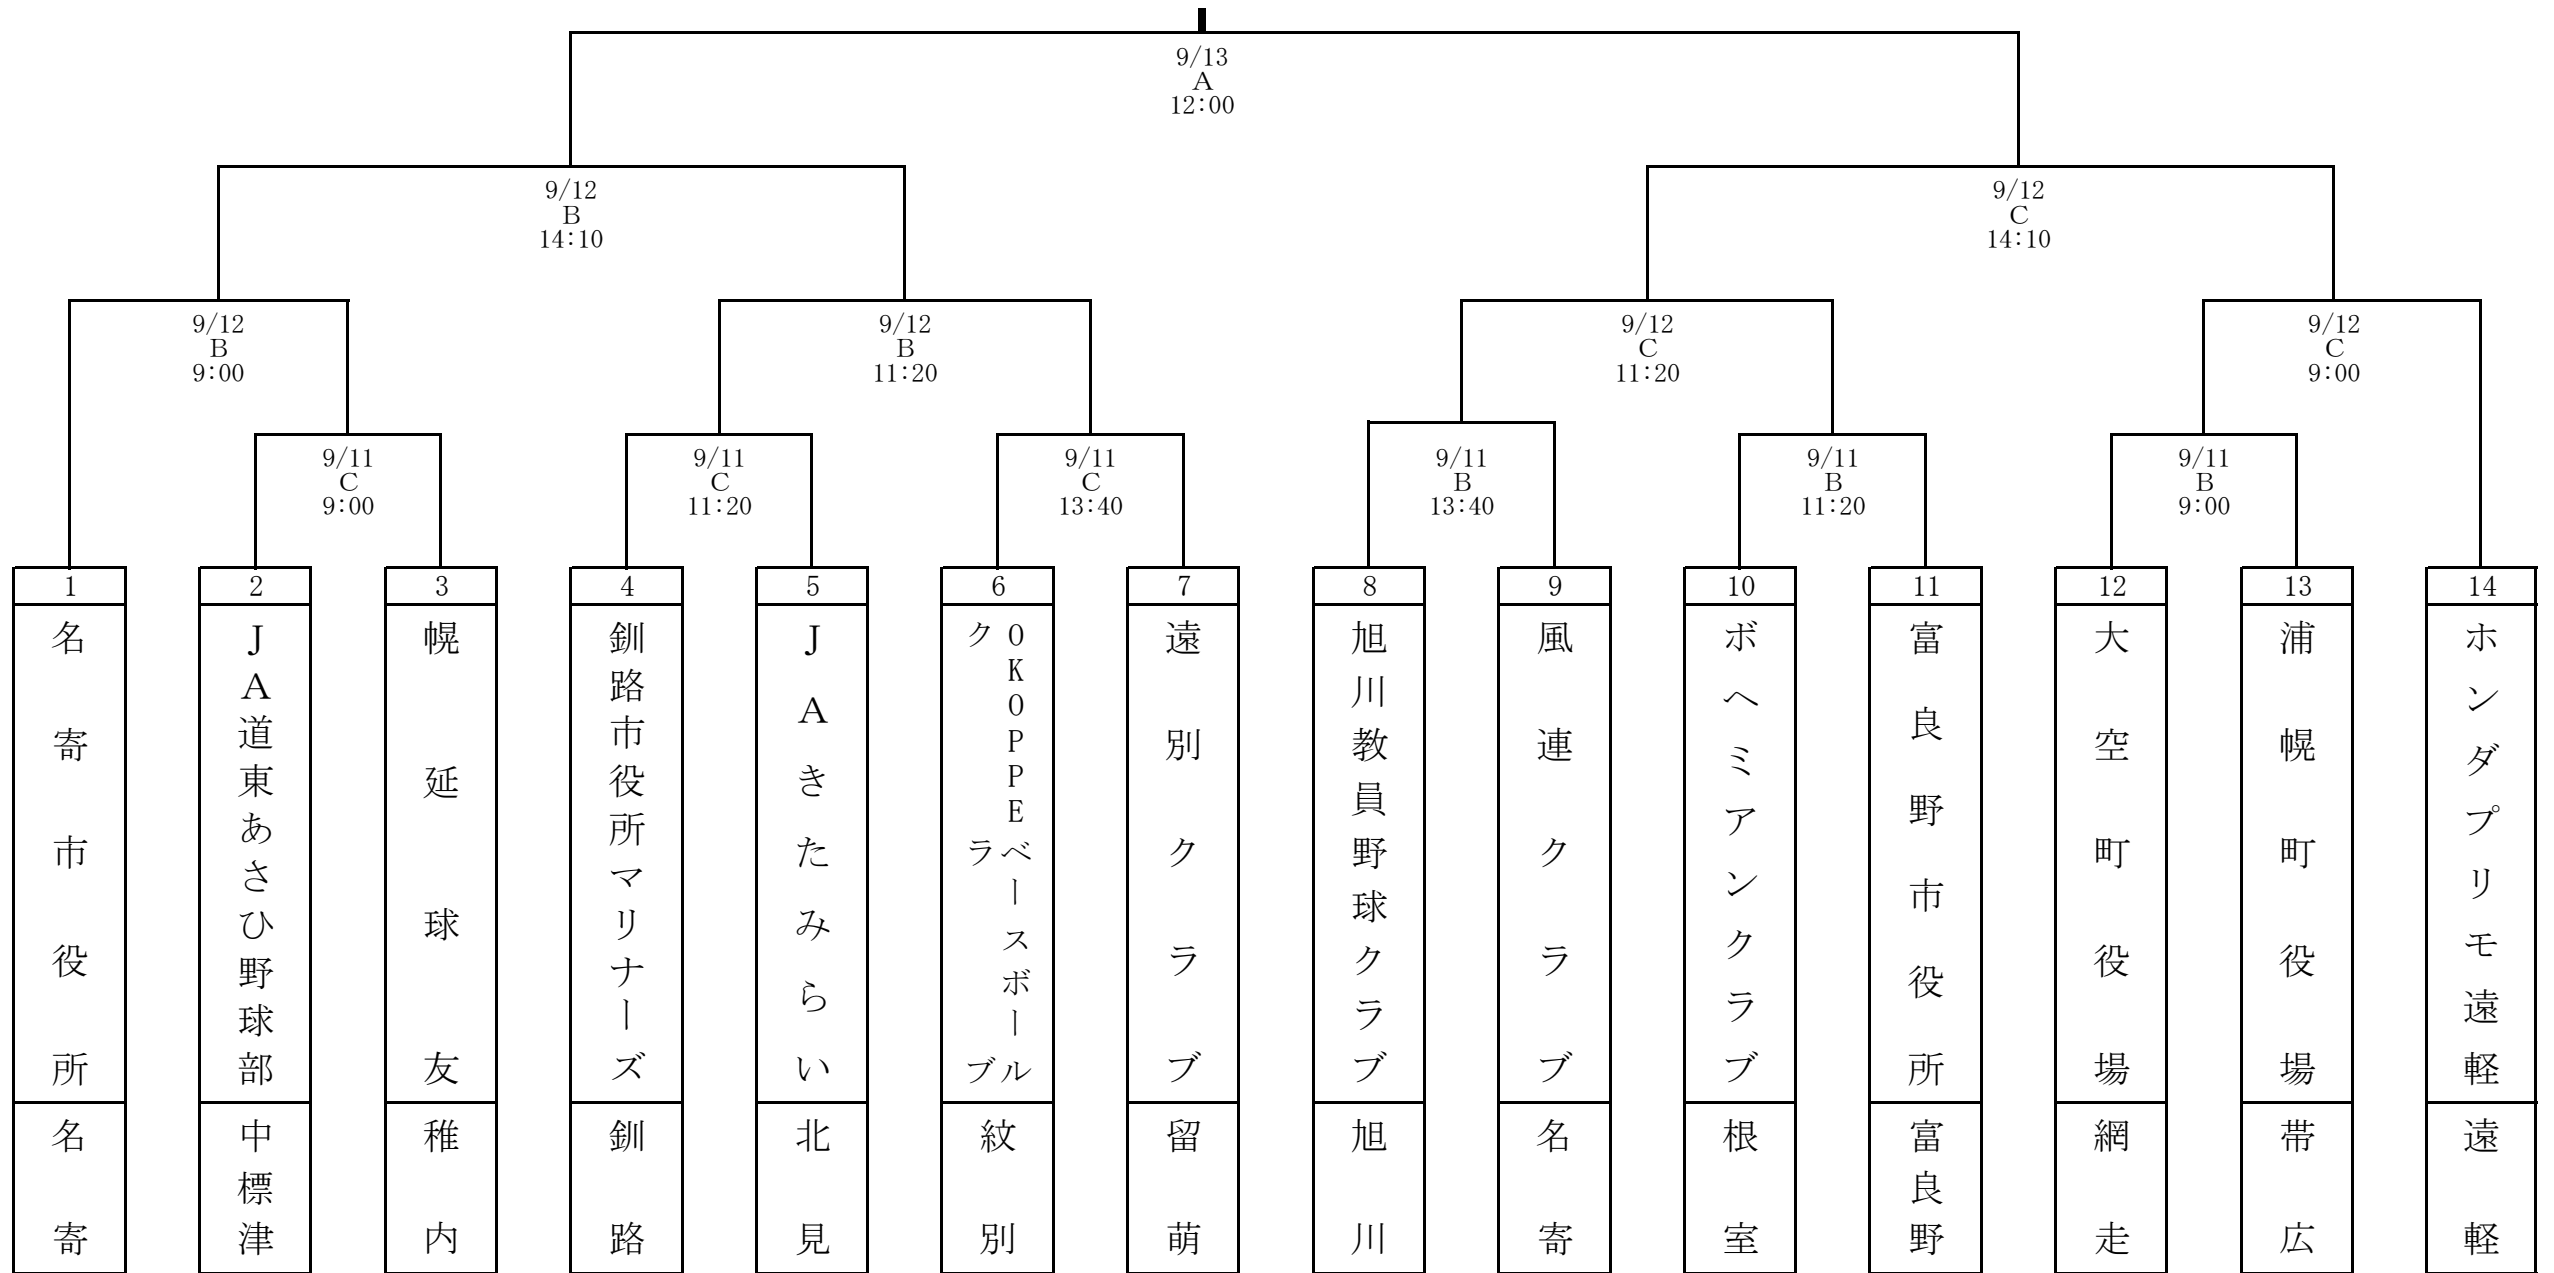 9/13
A
12:00
9/12
B
14:10
9/12
C
14:10
9/12
B
9:00
9/12
B
11:20
9/12
C
11:20
9/12
C
9:00
9/11
C
9:00
9/11
C
11:20
9/11
C
13:40
9/11
B
13:40
9/11
B
11:20
9/11
B
9:00
1
名寄市役所
名寄
2
JA道東あさひ野球部
中標津
3
幌延球友
稚内
4
釧路市役所マリナーズ
釧路
5
JAきたみらい
北見
6
OKOPPEベースボール
クラブ
紋別
7
遠別クラブ
留萌
8
旭川教員野球クラブ
旭川
9
風連クラブ
名寄
10
ボヘミアンクラブ
根室
11
富良野市役所
富良野
12
大空町役場
網走
13
浦幌町役場
帯広
14
ホンダプリモ遠軽
遠軽